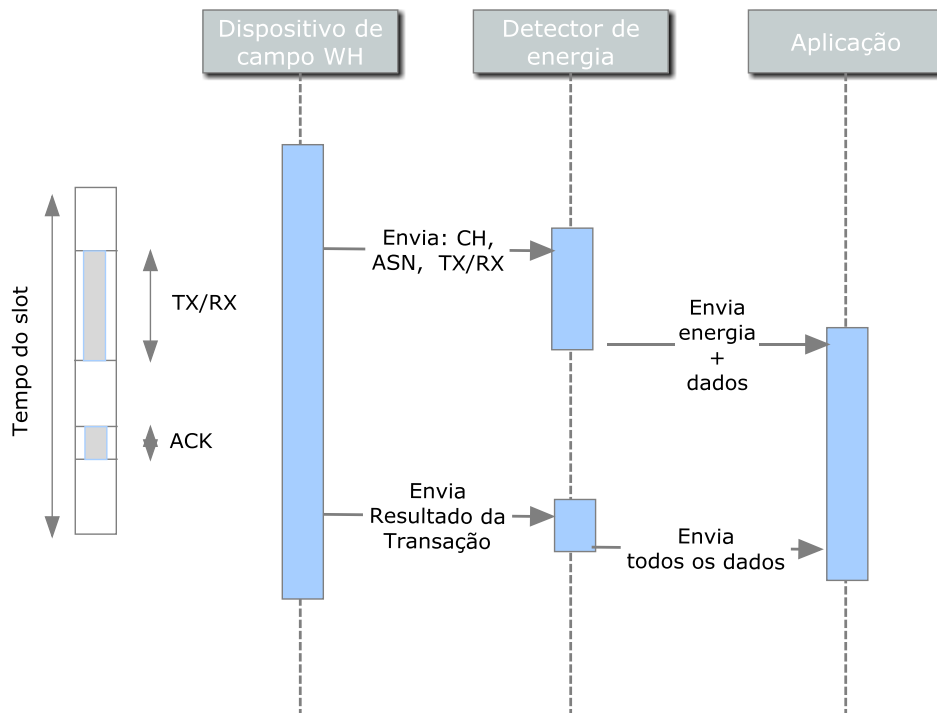 Dispositivo de
campo WH
Detector de
energia
Aplicação
Tempo do slot
TX/RX
ACK
Envia: CH,
ASN, TX/RX
Envia
energia
+
dados
Envia
Resultado da
Transação
Envia
todos os dados